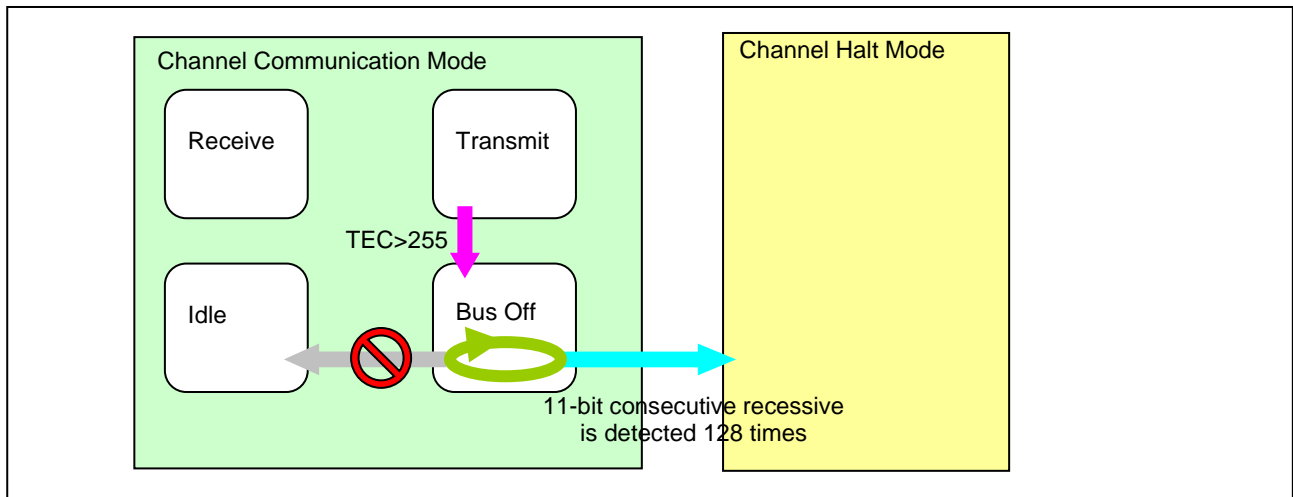 Channel Communication Mode
Channel Halt Mode
Receive
Transmit
TEC>255
Idle
Bus Off
11-bit consecutive recessive
is detected 128 times